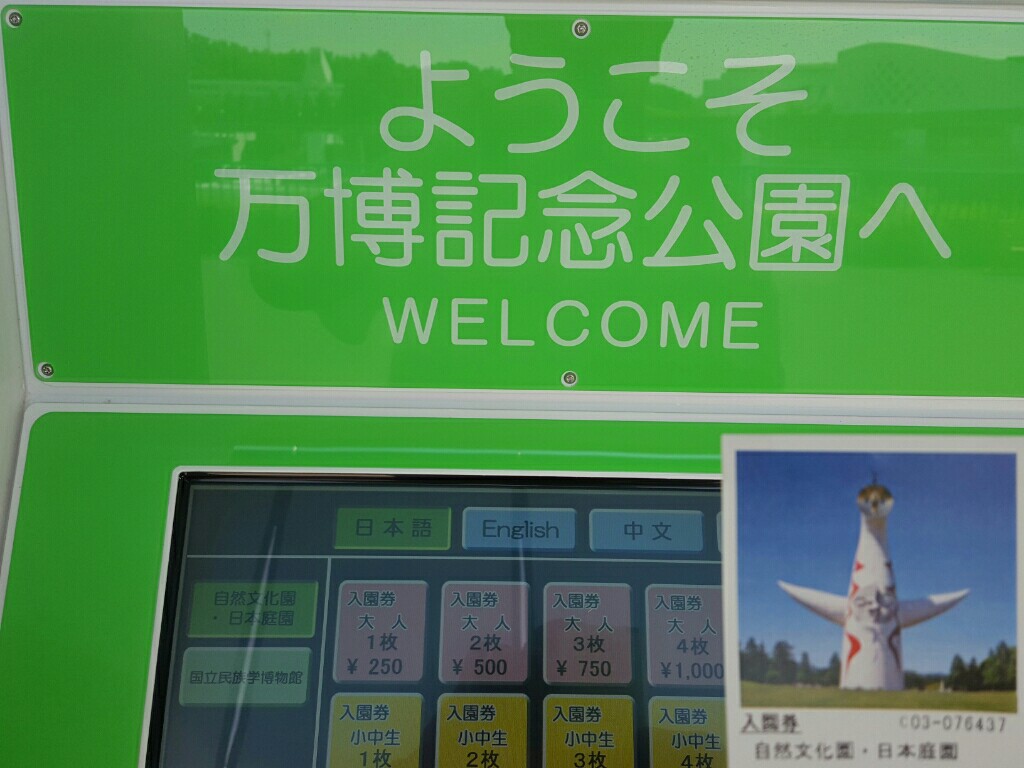 ようこそ
万博記念公園へ
WELCOME
日本語
English
中文
自然文化園
・日本庭園
国立民族学博物館
入園券
大人
1枚
¥ 250
入園券
大人
2枚
¥ 500
入園券
大人
3枚
¥ 750
入園券
大人
4枚
¥1,000
入園券
小中生
1枚
入園券
小中生
2枚
入園券
小中生
3枚
入園券
小中生
4枚
入園券 C03-076437
自然文化園・日本庭園